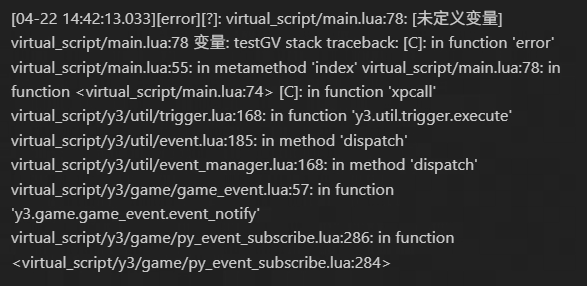 [04-22 14:42:13.033][error][?]: virtual_script/main.lua:78: [未定义变量]
virtual_script/main.lua:78 变量: testGV stack traceback: [C]: in function 'error'
virtual_script/main.lua:55: in metamethod 'index' virtual_script/main.lua:78: in
function <virtual_script/main.lua:74> [C]: in function 'xpcall'
virtual_script/y3/util/trigger.lua:168: in function 'y3.util.trigger.execute'
virtual_script/y3/util/event.lua:185: in method 'dispatch'
virtual_script/y3/util/event_manager.lua:168: in method 'dispatch'
virtual_script/y3/game/game_event.lua:57: in function
'y3.game.game_event.event_notify'
virtual_script/y3/game/py_event_subscribe.lua:286: in function
<virtual_script/y3/game/py_event_subscribe.lua:284>